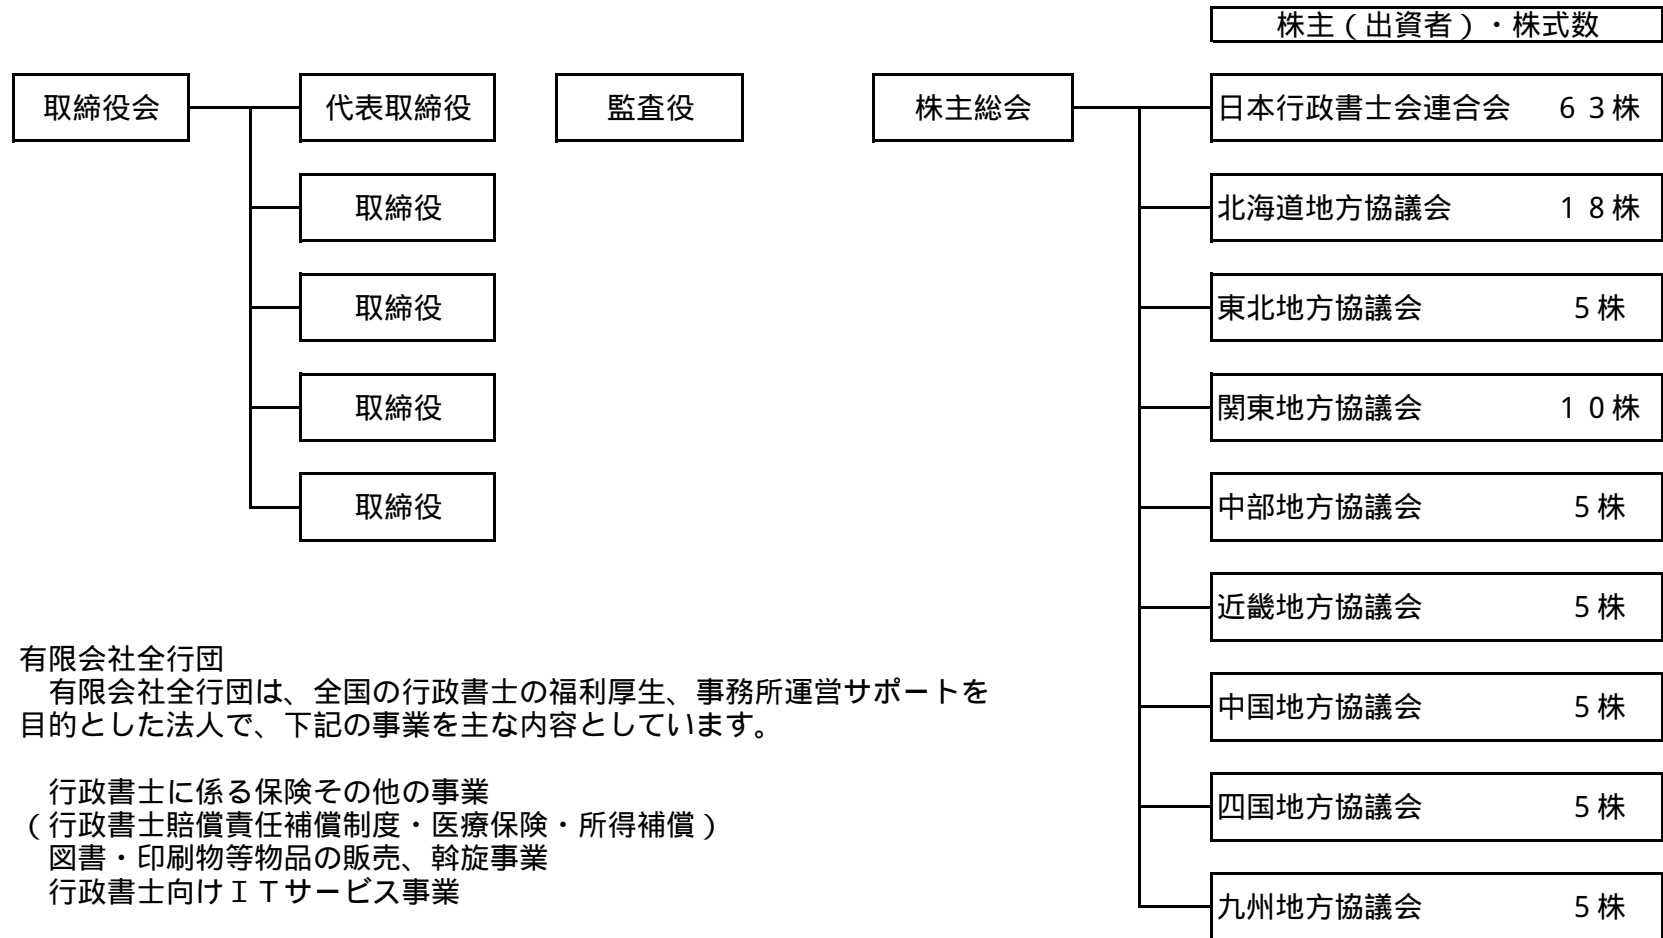 株主（出資者）・株式数
取締役会
代表取締役
監査役
株主総会
日本行政書士会連合会　６３株
取締役
北海道地方協議会　１８株
取締役
東北地方協議会　５株
取締役
関東地方協議会　１０株
取締役
中部地方協議会　５株
近畿地方協議会　５株
中国地方協議会　５株
四国地方協議会　５株
九州地方協議会　５株
有限会社全行団
　有限会社全行団は、全国の行政書士の福利厚生、事務所運営サポートを
目的とした法人で、下記の事業を主な内容としています。
　行政書士に係る保険その他の事業
（行政書士賠償責任補償制度・医療保険・所得補償）
　図書・印刷物等物品の販売、斡旋事業
　行政書士向けＩＴサービス事業